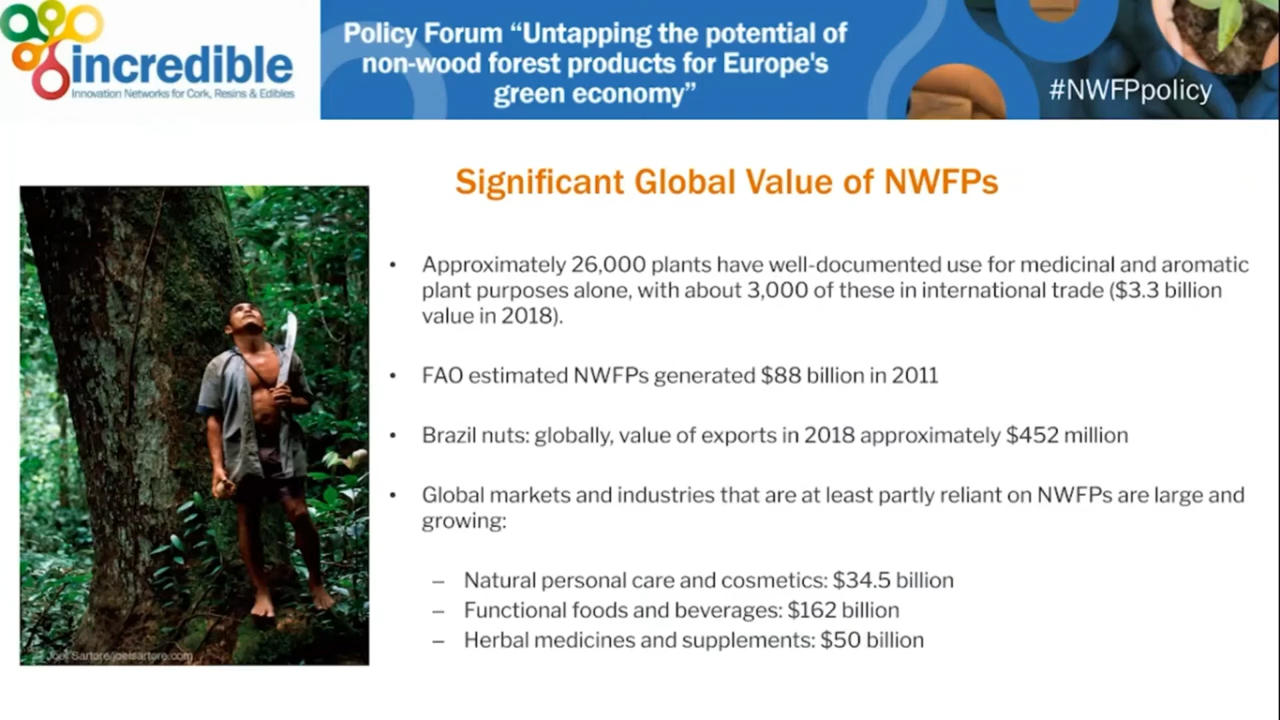 incredible
Innovation Networks for Cork, Resins & Edibles
Policy Forum “Untapping the potential of
non-wood forest products for Europe's
green economy”
#NWFPpolicy
Significant Global Value of NWFPs
• Approximately 26,000 plants have well-documented use for medicinal and aromatic
plant purposes alone, with about 3,000 of these in international trade ($3.3 billion
value in 2018).
• FAO estimated NWFPs generated $88 billion in 2011
• Brazil nuts: globally, value of exports in 2018 approximately $452 million
• Global markets and industries that are at least partly reliant on NWFPs are large and
growing:
– Natural personal care and cosmetics: $34.5 billion
– Functional foods and beverages: $162 billion
– Herbal medicines and supplements: $50 billion
Joel Sartore/joelsartore.com